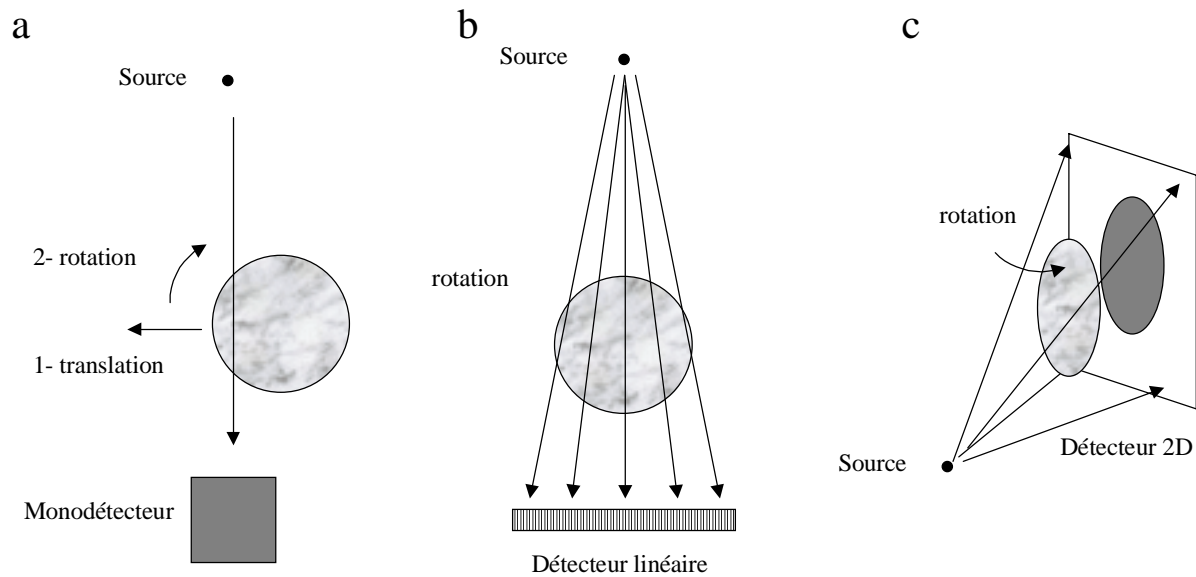 a
Source
2- rotation
1- translation
Monodétecteur
b
Source
rotation
Détecteur linéaire
c
rotation
Source
Détecteur 2D